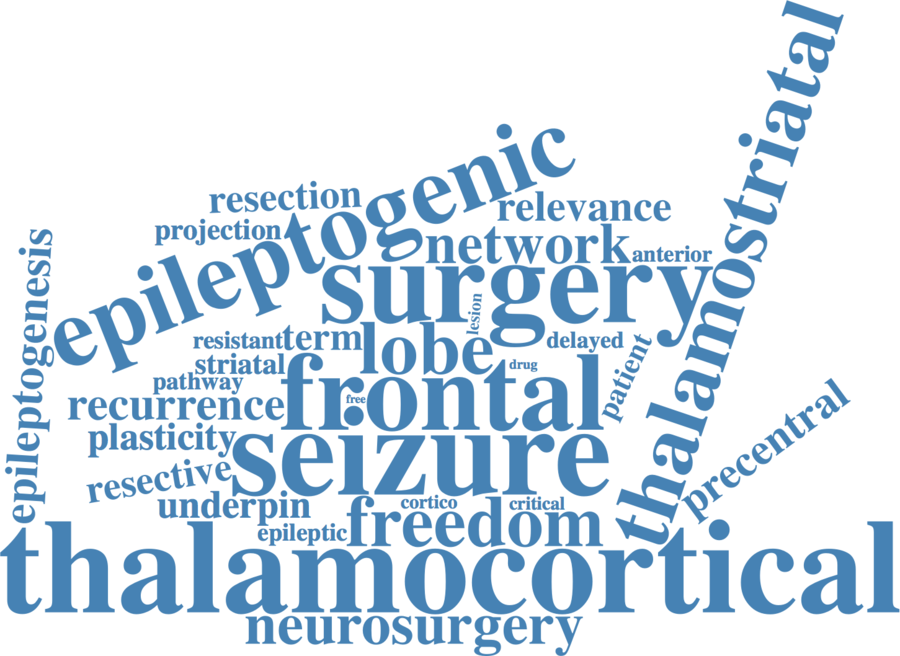 thalamostriatal
epileptogenic
resection
relevance
projection
network
anterior
epileptogenesis
surgery
lesion
resistant
term
lobe
delayed
striatal
drug
patient
pathway
frontal
free
recurrence
precentral
plasticity
seizure
resective
underpin
cortico
critical
epileptic
freedom
thalamocortical
neurosurgery